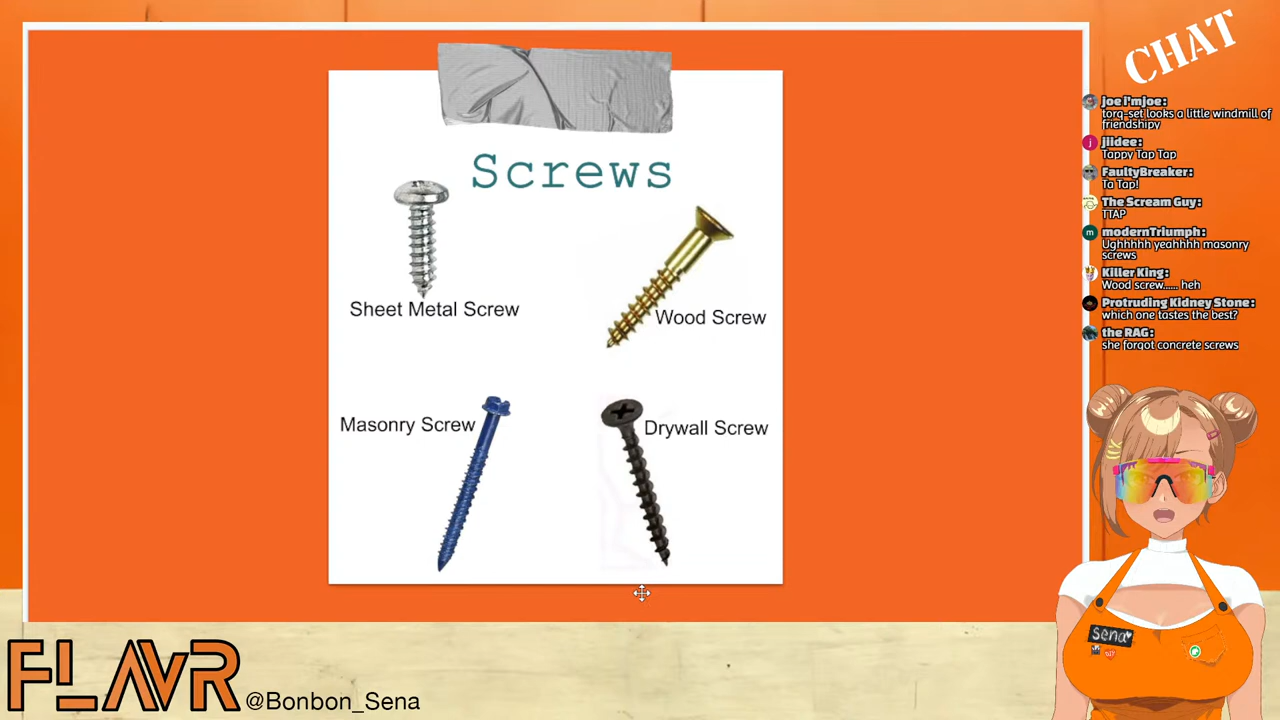 CHAT
Screws
Sheet Metal Screw
Wood Screw
Masonry Screw
Drywall Screw
joe i'mjoe:
torq-set looks a little windmill of
friendshipy
jiidee:
Tappy Tap Tap
FaultyBreaker:
Ta Tap!
The Scream Guy:
TTAP
modernTriumph:
Ughhhhh yeahhhh masonry
screws
Killer King:
Wood screw...... heh
Protruding Kidney Stone:
which one tastes the best?
the RAG:
she forgot concrete screws
sena
FLAVR
@Bonbon_Sena